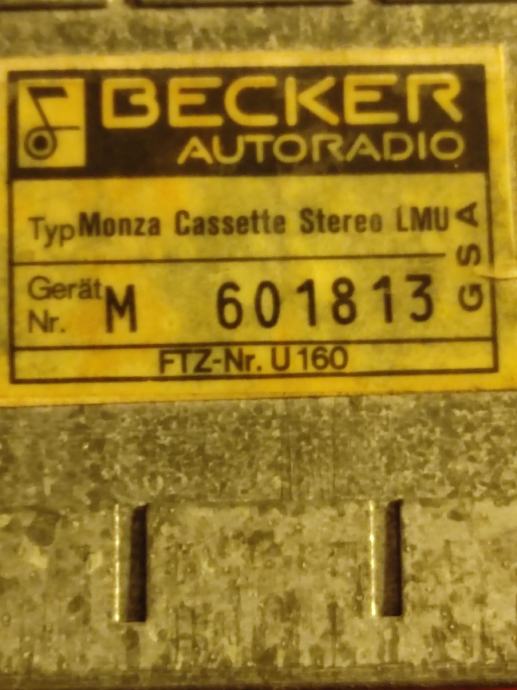 BECKER
AUTORADIO
Typ Monza Cassette Stereo LMU
Gerät Nr. M 601813
GSA
FTZ-Nr. U 160